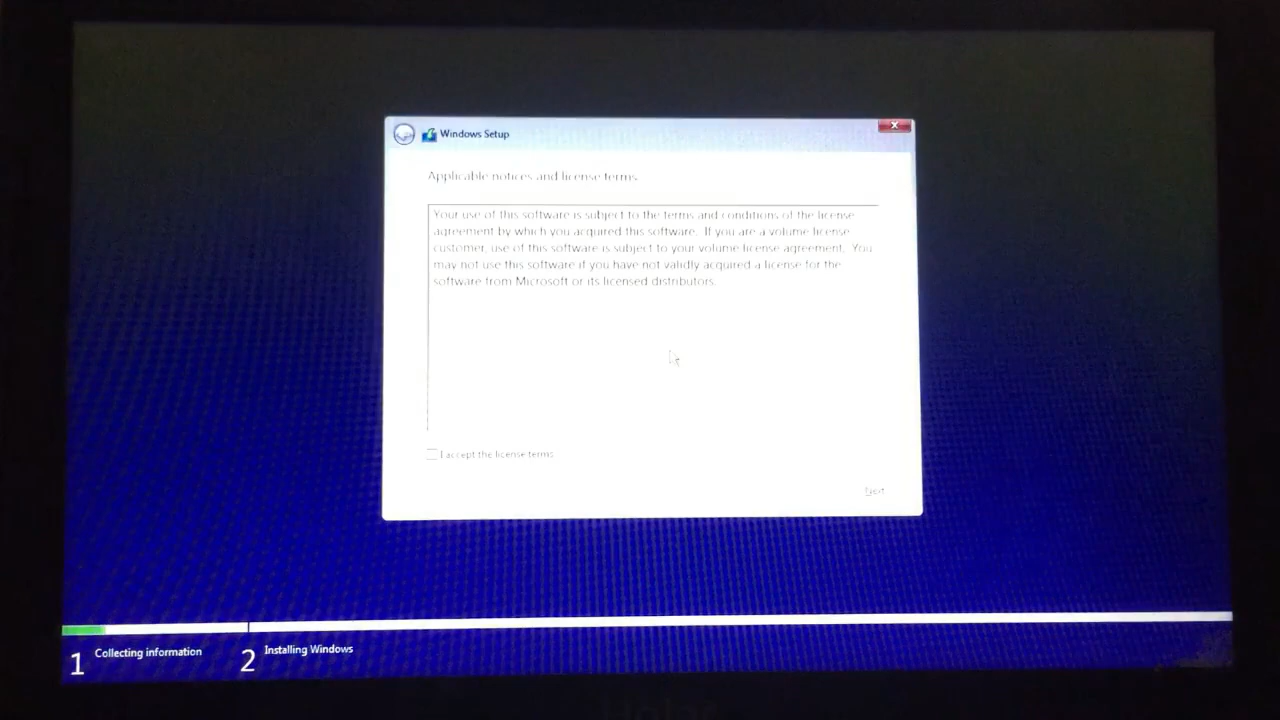 Windows Setup
Applicable notices and license terms
Your use of this software is subject to the terms and conditions of the license
agreement by which you acquired this software. If you are a volume license
customer, use of this software is subject to your volume license agreement. You
may not use this software if you have not validly acquired a license for the
software from Microsoft or its licensed distributors.
I accept the license terms
Next
1 Collecting information
2 Installing Windows